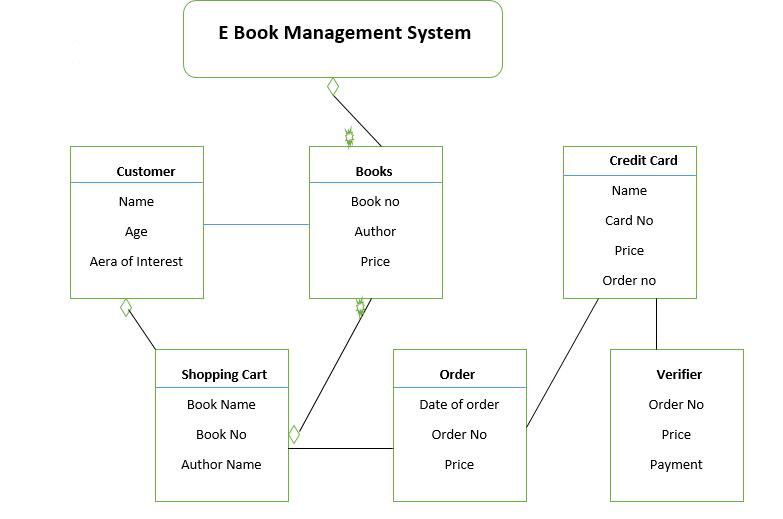 E Book Management System
Customer
Name
Age
Aera of Interest
Books
Book no
Author
Price
Credit Card
Name
Card No
Price
Order no
Shopping Cart
Book Name
Book No
Author Name
Order
Date of order
Order No
Price
Verifier
Order No
Price
Payment